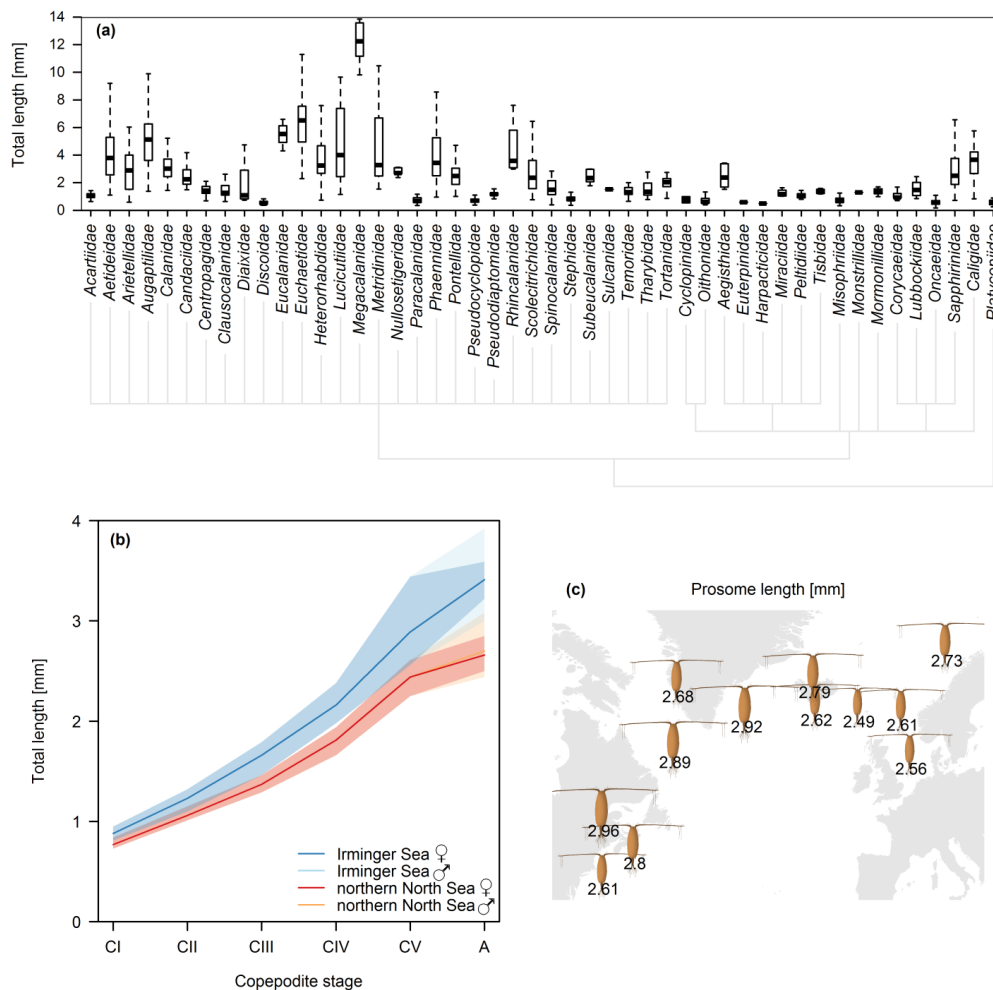 (a)
Total length [mm]
14
12
10
8
6
4
2
0
Acartiidae
Aetideidae
Arietellidae
Augaptilidae
Calanidae
Candaciidae
Centropagidae
Clausocalanidae
Diaixidae
Discoidae
Eucalanidae
Euchaetidae
Heterorhabdidae
Lucicutiidae
Megacalanidae
Metridinidae
Nullosetigeridae
Paracalanidae
Phaennidae
Pontellidae
Pseudocyclopidae
Pseudodiaptomidae
Rhincalanidae
Scolecitrichidae
Spinocalanidae
Stephidae
Subeucalanidae
Sulcanidae
Temoridae
Tharybidae
Tortanidae
Cyclopinidae
Oithonidae
Aegisthidae
Euterpinidae
Harpacticidae
Miraciidae
Peltidiidae
Tisbidae
Misophriidae
Monstrillidae
Mormonillidae
Corycaeidae
Lubbockiidae
Oncaeidae
Sapphirinidae
Caligidae
(b)
Total length [mm]
4
3
2
1
0
Irminger Sea ♀
Irminger Sea ♂
northern North Sea ♀
northern North Sea ♂
CI CII CIII CIV CV A
Copepodite stage
(c)
Prosome length [mm]
2.73
2.68
2.79
2.92
2.62
2.49
2.61
2.89
2.56
2.96
2.8
2.61